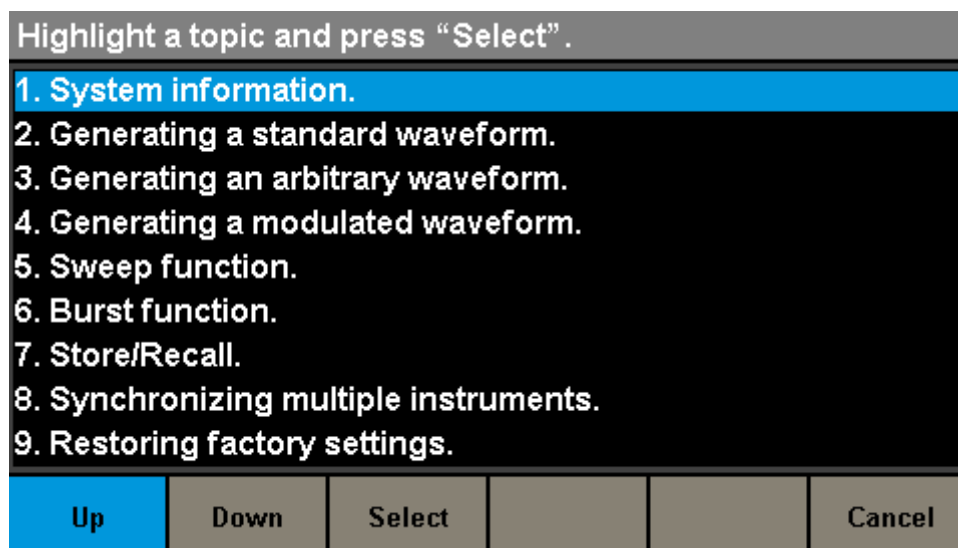 Highlight a topic and press “Select”.
1. System information.
2. Generating a standard waveform.
3. Generating an arbitrary waveform.
4. Generating a modulated waveform.
5. Sweep function.
6. Burst function.
7. Store/Recall.
8. Synchronizing multiple instruments.
9. Restoring factory settings.
Up Down Select Cancel